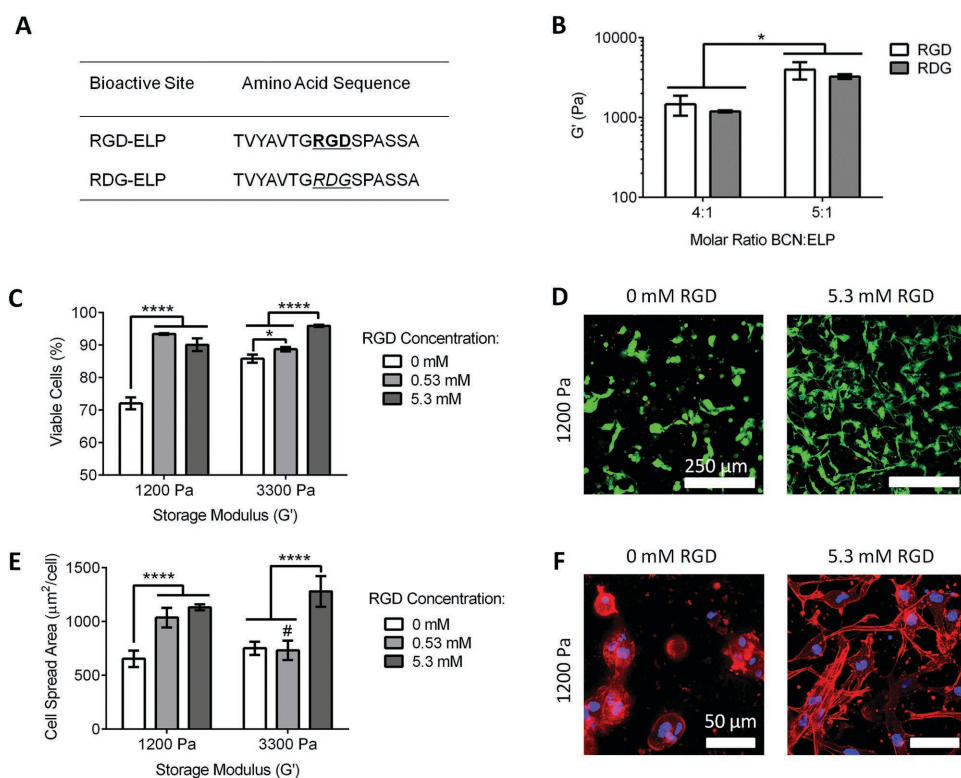 A
Bioactive Site Amino Acid Sequence
RGD-ELP TVYAVTGRGDSPASSA
RDG-ELP TVYAVTGRDGSPASSA
B
10000
1000
100
G' (Pa)
*
RGD
RDG
4:1 5:1
Molar Ratio BCN:ELP
C
100
90
80
70
60
50
Viable Cells (%)
****
****
*
RGD Concentration:
0 mM
0.53 mM
5.3 mM
1200 Pa 3300 Pa
Storage Modulus (G')
D
0 mM RGD 5.3 mM RGD
1200 Pa
250 μm
E
1500
1000
500
0
Cell Spread Area (μm²/cell)
****
****
#
RGD Concentration:
0 mM
0.53 mM
5.3 mM
1200 Pa 3300 Pa
Storage Modulus (G')
F
0 mM RGD 5.3 mM RGD
1200 Pa
50 μm